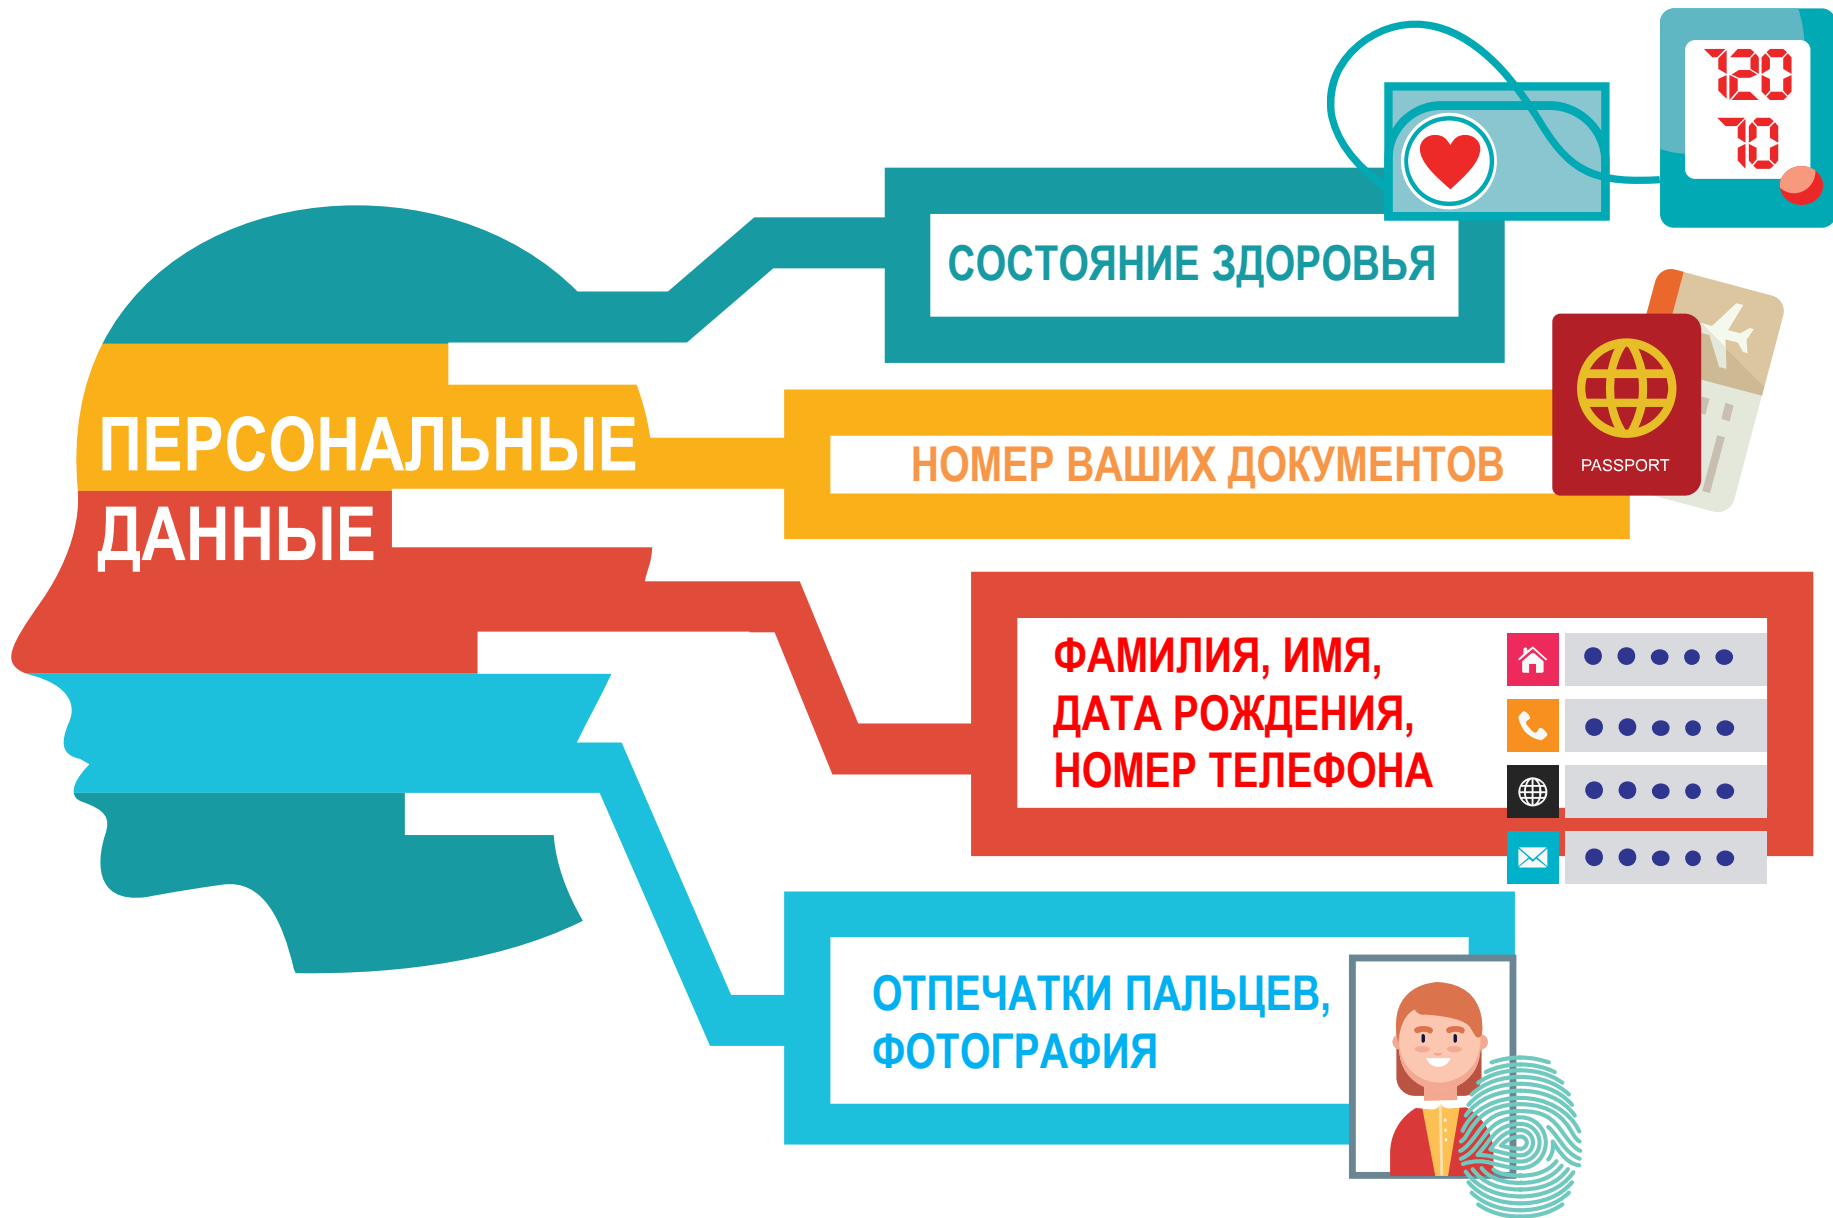 120
70
СОСТОЯНИЕ ЗДОРОВЬЯ
ПЕРСОНАЛЬНЫЕ
ДАННЫЕ
НОМЕР ВАШИХ ДОКУМЕНТОВ
PASSPORT
ФАМИЛИЯ, ИМЯ,
ДАТА РОЖДЕНИЯ,
НОМЕР ТЕЛЕФОНА
ОТПЕЧАТКИ ПАЛЬЦЕВ,
ФОТОГРАФИЯ